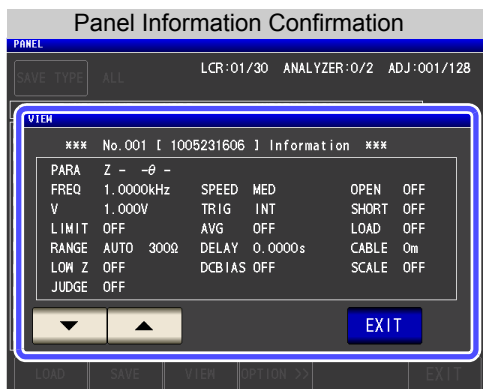 Panel Information Confirmation
PANEL
SAVE TYPE ALL LCR:01/30 ANALYZER:0/2 ADJ:001/128
VIEW
*** No.001 [ 1005231606 ] Information ***
PARA Z - -θ -
FREQ 1.0000kHz SPEED MED OPEN OFF
V 1.000V TRIG INT SHORT OFF
LIMIT OFF AVG OFF LOAD OFF
RANGE AUTO 300Ω DELAY 0.0000s CABLE 0m
LOW Z OFF DCBIAS OFF SCALE OFF
JUDGE OFF
EXIT
LOAD SAVE VIEW OPTION >> EXIT